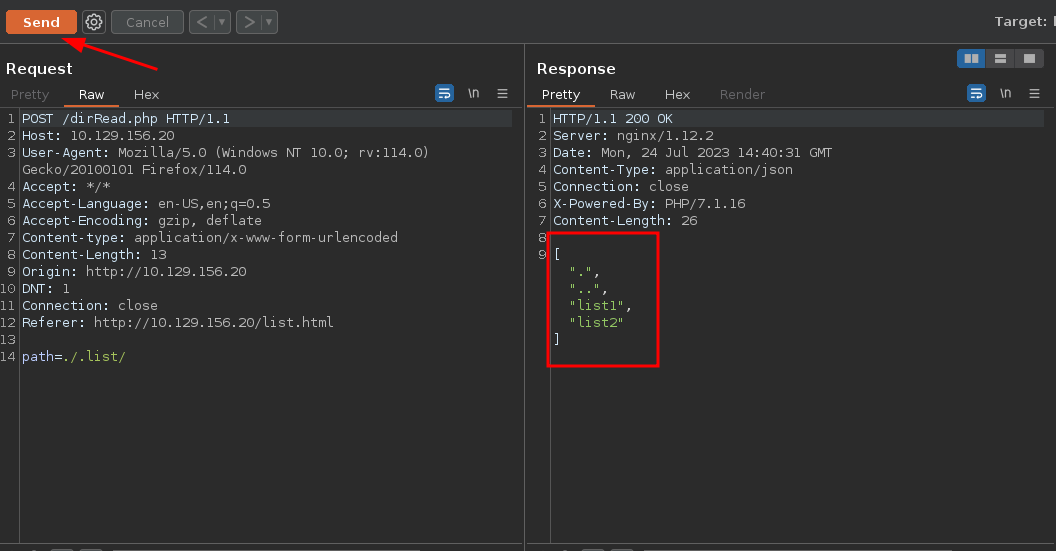 Send Cancel < > Target:
Request
Pretty Raw Hex \n
1 POST /dirRead.php HTTP/1.1
2 Host: 10.129.156.20
3 User-Agent: Mozilla/5.0 (Windows NT 10.0; rv:114.0)
Gecko/20100101 Firefox/114.0
4 Accept: */*
5 Accept-Language: en-US,en;q=0.5
6 Accept-Encoding: gzip, deflate
7 Content-type: application/x-www-form-urlencoded
8 Content-Length: 13
9 Origin: http://10.129.156.20
10 DNT: 1
11 Connection: close
12 Referer: http://10.129.156.20/list.html
13
14 path=./.list/
Response
Pretty Raw Hex Render \n
1 HTTP/1.1 200 OK
2 Server: nginx/1.12.2
3 Date: Mon, 24 Jul 2023 14:40:31 GMT
4 Content-Type: application/json
5 Connection: close
6 X-Powered-By: PHP/7.1.16
7 Content-Length: 26
8
9 [
".",
"..",
"list1",
"list2"
]